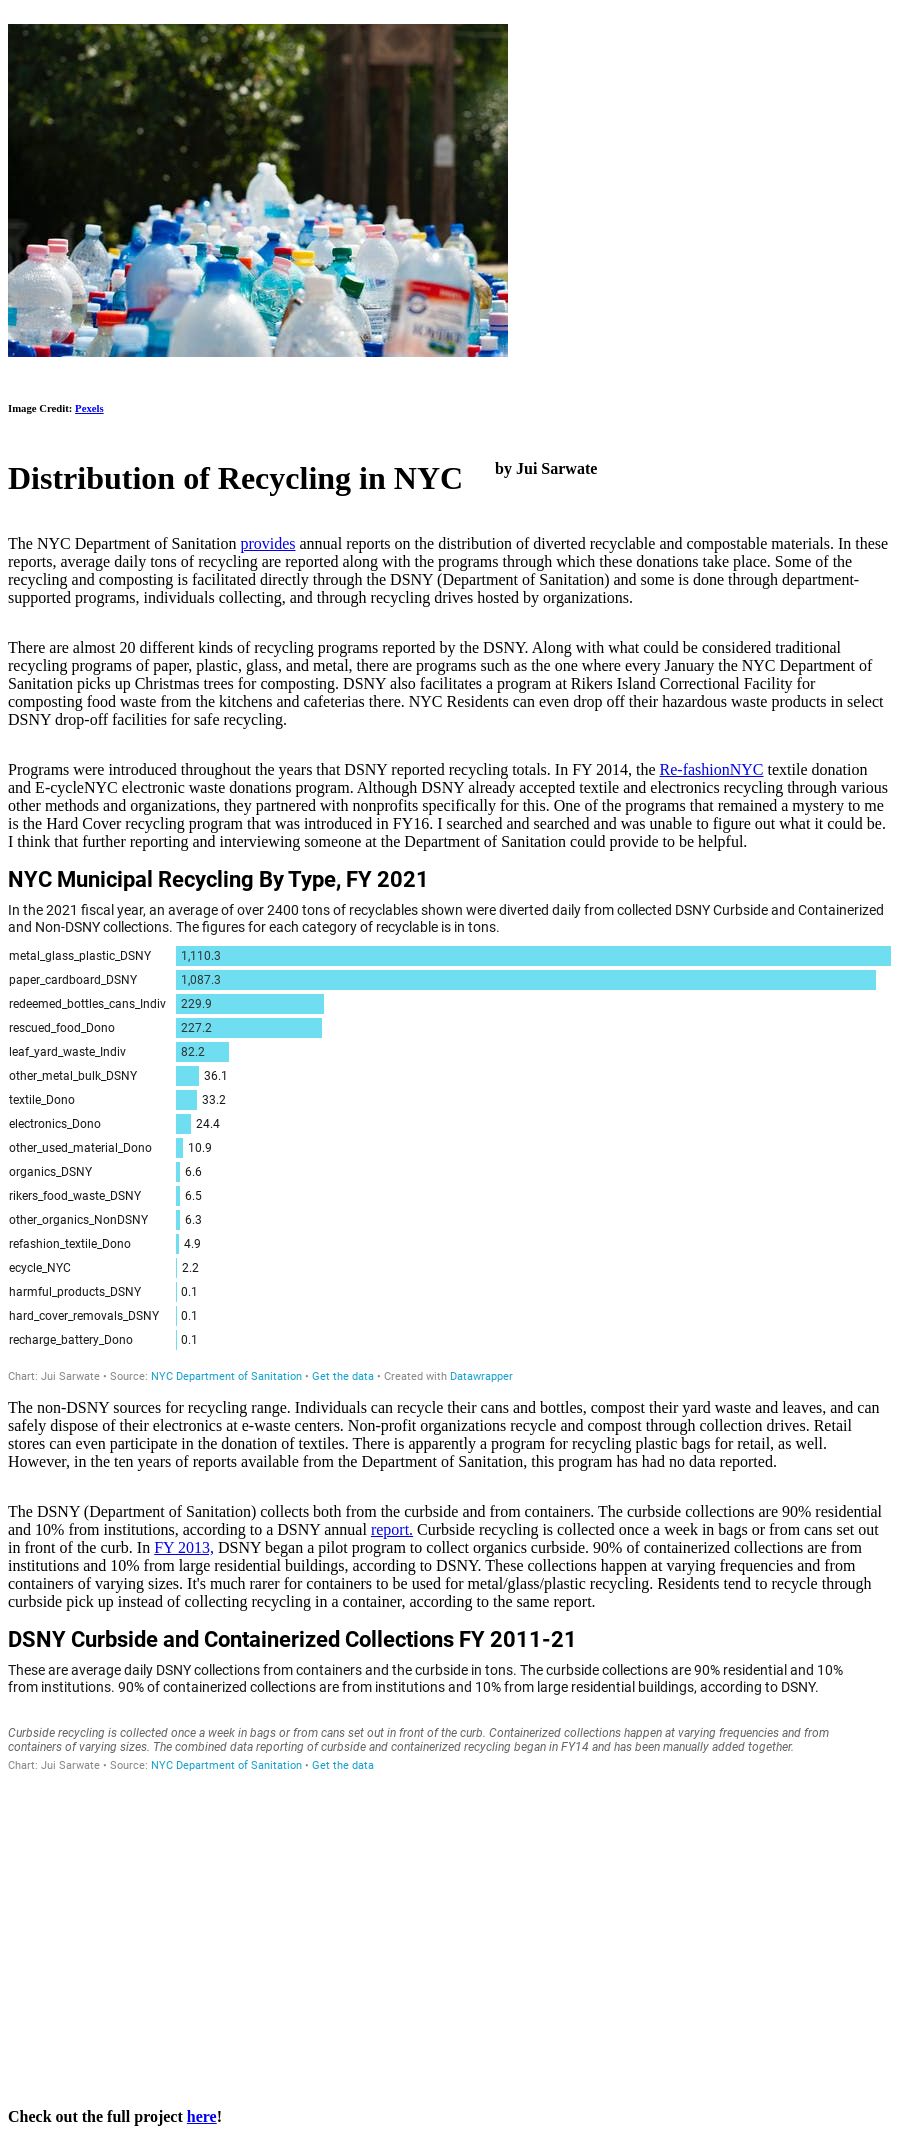 Image Credit: Pexels
Distribution of Recycling in NYC
by Jui Sarwate
The NYC Department of Sanitation provides annual reports on the distribution of diverted recyclable and compostable materials. In these
reports, average daily tons of recycling are reported along with the programs through which these donations take place. Some of the
recycling and composting is facilitated directly through the DSNY (Department of Sanitation) and some is done through department-
supported programs, individuals collecting, and through recycling drives hosted by organizations.
There are almost 20 different kinds of recycling programs reported by the DSNY. Along with what could be considered traditional
recycling programs of paper, plastic, glass, and metal, there are programs such as the one where every January the NYC Department of
Sanitation picks up Christmas trees for composting. DSNY also facilitates a program at Rikers Island Correctional Facility for
composting food waste from the kitchens and cafeterias there. NYC Residents can even drop off their hazardous waste products in select
DSNY drop-off facilities for safe recycling.
Programs were introduced throughout the years that DSNY reported recycling totals. In FY 2014, the Re-fashionNYC textile donation
and E-cycleNYC electronic waste donations program. Although DSNY already accepted textile and electronics recycling through various
other methods and organizations, they partnered with nonprofits specifically for this. One of the programs that remained a mystery to me
is the Hard Cover recycling program that was introduced in FY16. I searched and searched and was unable to figure out what it could be.
I think that further reporting and interviewing someone at the Department of Sanitation could provide to be helpful.
NYC Municipal Recycling By Type, FY 2021
In the 2021 fiscal year, an average of over 2400 tons of recyclables shown were diverted daily from collected DSNY Curbside and Containerized
and Non-DSNY collections. The figures for each category of recyclable is in tons.
metal_glass_plastic_DSNY 1,110.3
paper_cardboard_DSNY 1,087.3
redeemed_bottles_cans_Indiv 229.9
rescued_food_Dono 227.2
leaf_yard_waste_Indiv 82.2
other_metal_bulk_DSNY 36.1
textile_Dono 33.2
electronics_Dono 24.4
other_used_material_Dono 10.9
organics_DSNY 6.6
rikers_food_waste_DSNY 6.5
other_organics_NonDSNY 6.3
refashion_textile_Dono 4.9
ecycle_NYC 2.2
harmful_products_DSNY 0.1
hard_cover_removals_DSNY 0.1
recharge_battery_Dono 0.1
Chart: Jui Sarwate • Source: NYC Department of Sanitation • Get the data • Created with Datawrapper
The non-DSNY sources for recycling range. Individuals can recycle their cans and bottles, compost their yard waste and leaves, and can
safely dispose of their electronics at e-waste centers. Non-profit organizations recycle and compost through collection drives. Retail
stores can even participate in the donation of textiles. There is apparently a program for recycling plastic bags for retail, as well.
However, in the ten years of reports available from the Department of Sanitation, this program has had no data reported.
The DSNY (Department of Sanitation) collects both from the curbside and from containers. The curbside collections are 90% residential
and 10% from institutions, according to a DSNY annual report. Curbside recycling is collected once a week in bags or from cans set out
in front of the curb. In FY 2013, DSNY began a pilot program to collect organics curbside. 90% of containerized collections are from
institutions and 10% from large residential buildings, according to DSNY. These collections happen at varying frequencies and from
containers of varying sizes. It's much rarer for containers to be used for metal/glass/plastic recycling. Residents tend to recycle through
curbside pick up instead of collecting recycling in a container, according to the same report.
DSNY Curbside and Containerized Collections FY 2011-21
These are average daily DSNY collections from containers and the curbside in tons. The curbside collections are 90% residential and 10%
from institutions. 90% of containerized collections are from institutions and 10% from large residential buildings, according to DSNY.
Curbside recycling is collected once a week in bags or from cans set out in front of the curb. Containerized collections happen at varying frequencies and from
containers of varying sizes. The combined data reporting of curbside and containerized recycling began in FY14 and has been manually added together.
Chart: Jui Sarwate • Source: NYC Department of Sanitation • Get the data
Check out the full project here!